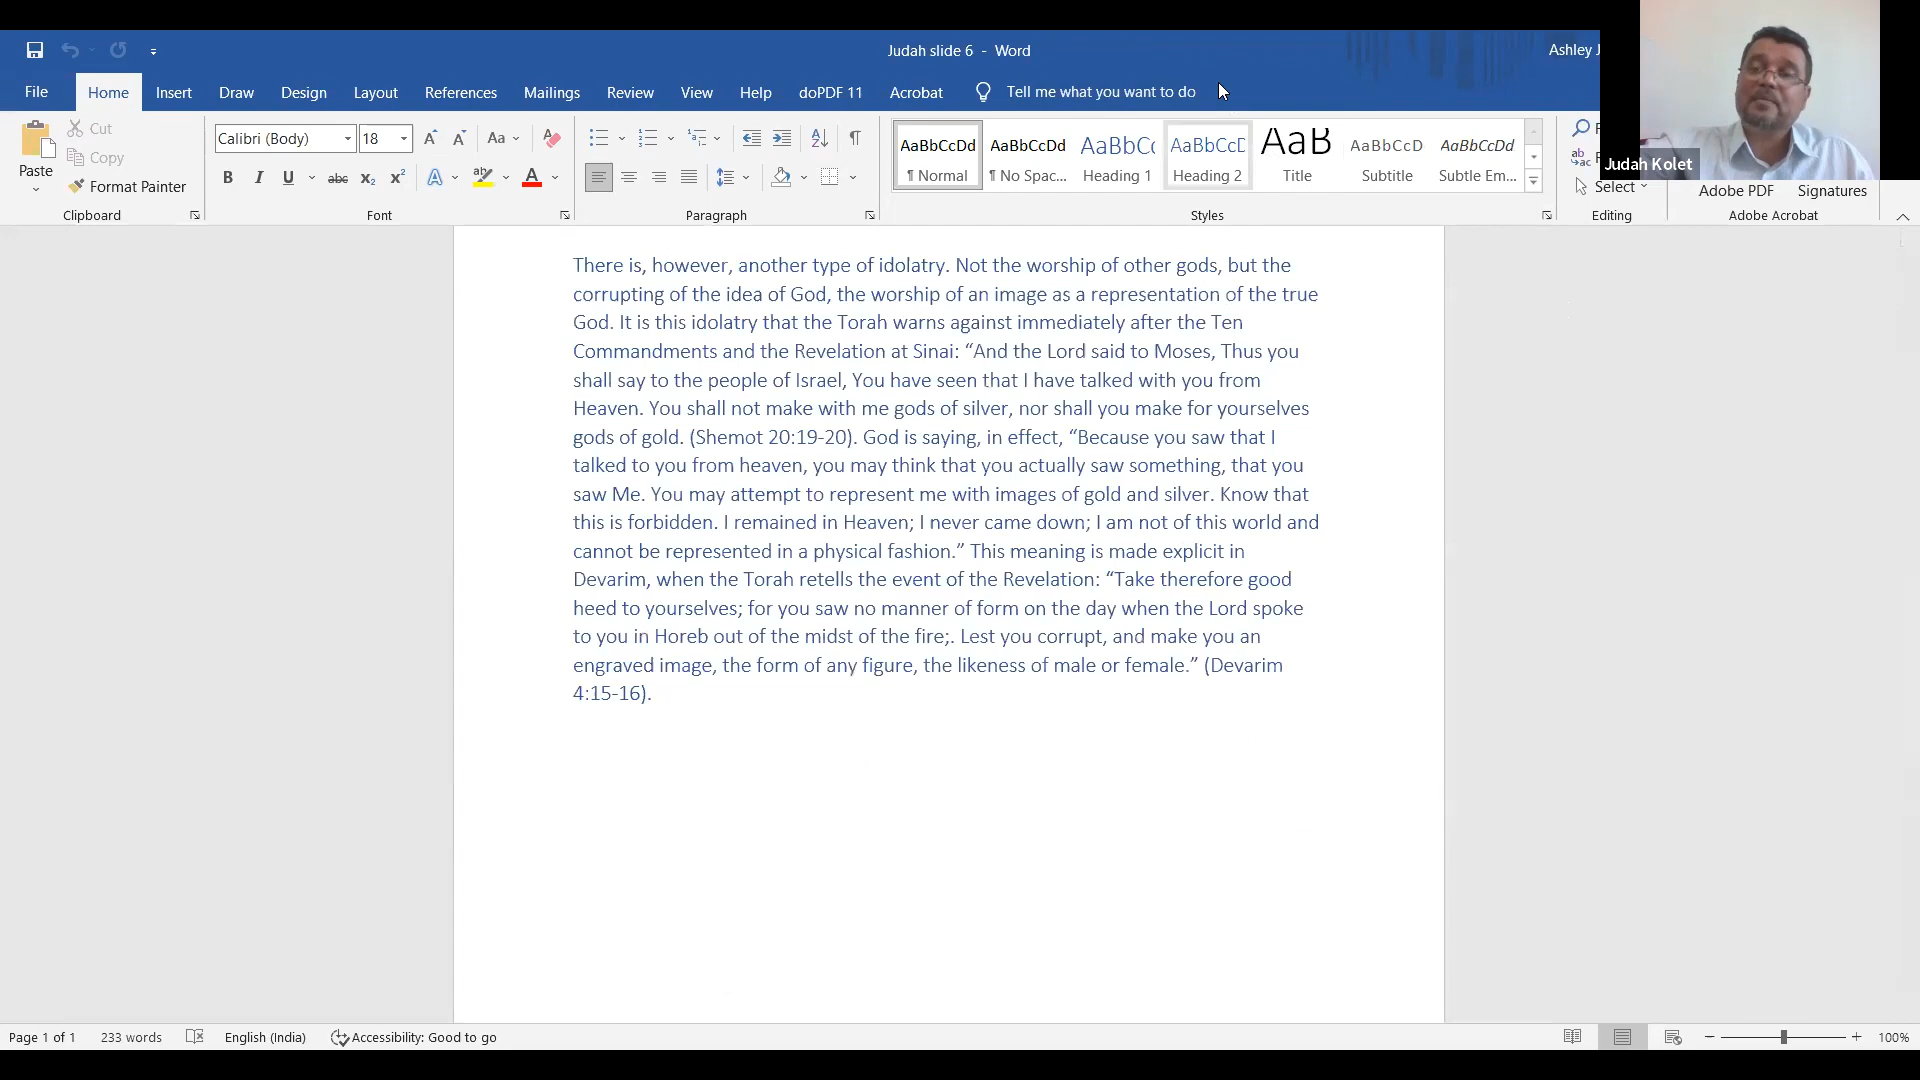 Judah slide 6 - Word
Ashley J
File Home Insert Draw Design Layout References Mailings Review View Help doPDF 11 Acrobat Tell me what you want to do
Judah Kolet
Paste
Cut
Copy
Format Painter
Clipboard
Calibri (Body) 18
Font
Paragraph
AaBbCcDd AaBbCcDd AaBbCc AaBbCcD AaB AaBbCcD AaBbCcDd
¶ Normal ¶ No Spac... Heading 1 Heading 2 Title Subtitle Subtle Em...
Styles
Select
Editing
Adobe PDF Signatures
Adobe Acrobat
There is, however, another type of idolatry. Not the worship of other gods, but the
corrupting of the idea of God, the worship of an image as a representation of the true
God. It is this idolatry that the Torah warns against immediately after the Ten
Commandments and the Revelation at Sinai: “And the Lord said to Moses, Thus you
shall say to the people of Israel, You have seen that I have talked with you from
Heaven. You shall not make with me gods of silver, nor shall you make for yourselves
gods of gold. (Shemot 20:19-20). God is saying, in effect, “Because you saw that I
talked to you from heaven, you may think that you actually saw something, that you
saw Me. You may attempt to represent me with images of gold and silver. Know that
this is forbidden. I remained in Heaven; I never came down; I am not of this world and
cannot be represented in a physical fashion.” This meaning is made explicit in
Devarim, when the Torah retells the event of the Revelation: “Take therefore good
heed to yourselves; for you saw no manner of form on the day when the Lord spoke
to you in Horeb out of the midst of the fire;. Lest you corrupt, and make you an
engraved image, the form of any figure, the likeness of male or female.” (Devarim
4:15-16).
Page 1 of 1 233 words English (India) Accessibility: Good to go 100%